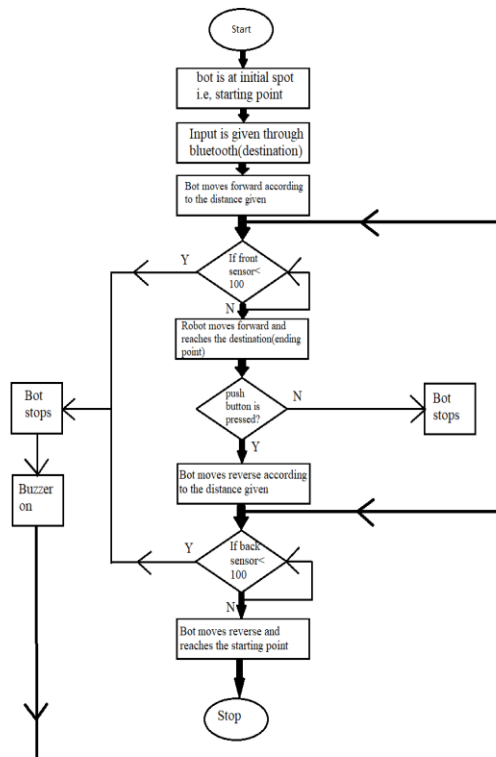 Start
bot is at initial spot
i.e, starting point
Input is given through
bluetooth(destination)
Bot moves forward according
to the distance given
If front
sensor<
100
Y
N
Robot moves forward and
reaches the destination(ending
point)
push
button is
pressed?
N
Bot
stops
Y
Bot
stops
Buzzer
on
Bot moves reverse according
to the distance given
If back
sensor<
100
Y
N
Bot moves reverse and
reaches the starting point
Stop